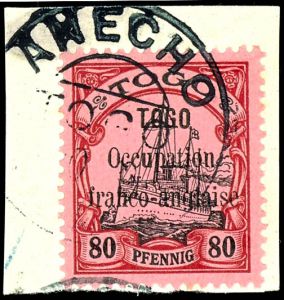 ANECHO
TOGO
TOGO
Occupation
franco-anglaise
80 PFENNIG 80